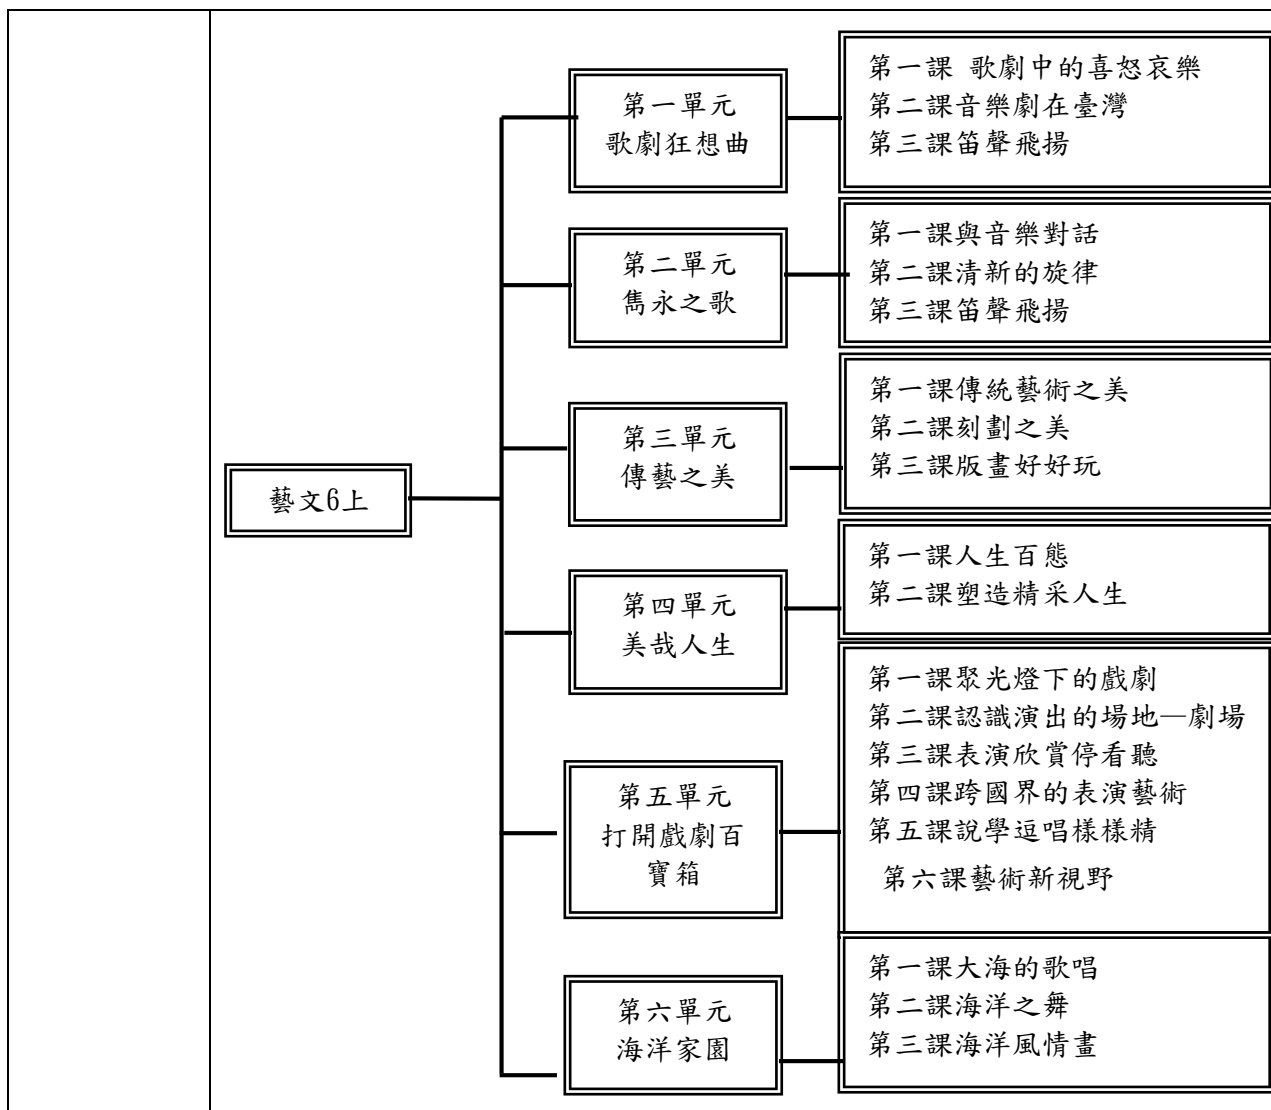 藝文6上
第一單元
歌劇狂想曲
第一課 歌劇中的喜怒哀樂
第二課音樂劇在臺灣
第三課笛聲飛揚
第二單元
雋永之歌
第一課與音樂對話
第二課清新的旋律
第三課笛聲飛揚
第三單元
傳藝之美
第一課傳統藝術之美
第二課刻劃之美
第三課版畫好好玩
第四單元
美哉人生
第一課人生百態
第二課塑造精采人生
第五單元
打開戲劇百
寶箱
第一課聚光燈下的戲劇
第二課認識演出的場地—劇場
第三課表演欣賞停看聽
第四課跨國界的表演藝術
第五課說學逗唱樣樣精
第六課藝術新視野
第六單元
海洋家園
第一課大海的歌唱
第二課海洋之舞
第三課海洋風情畫